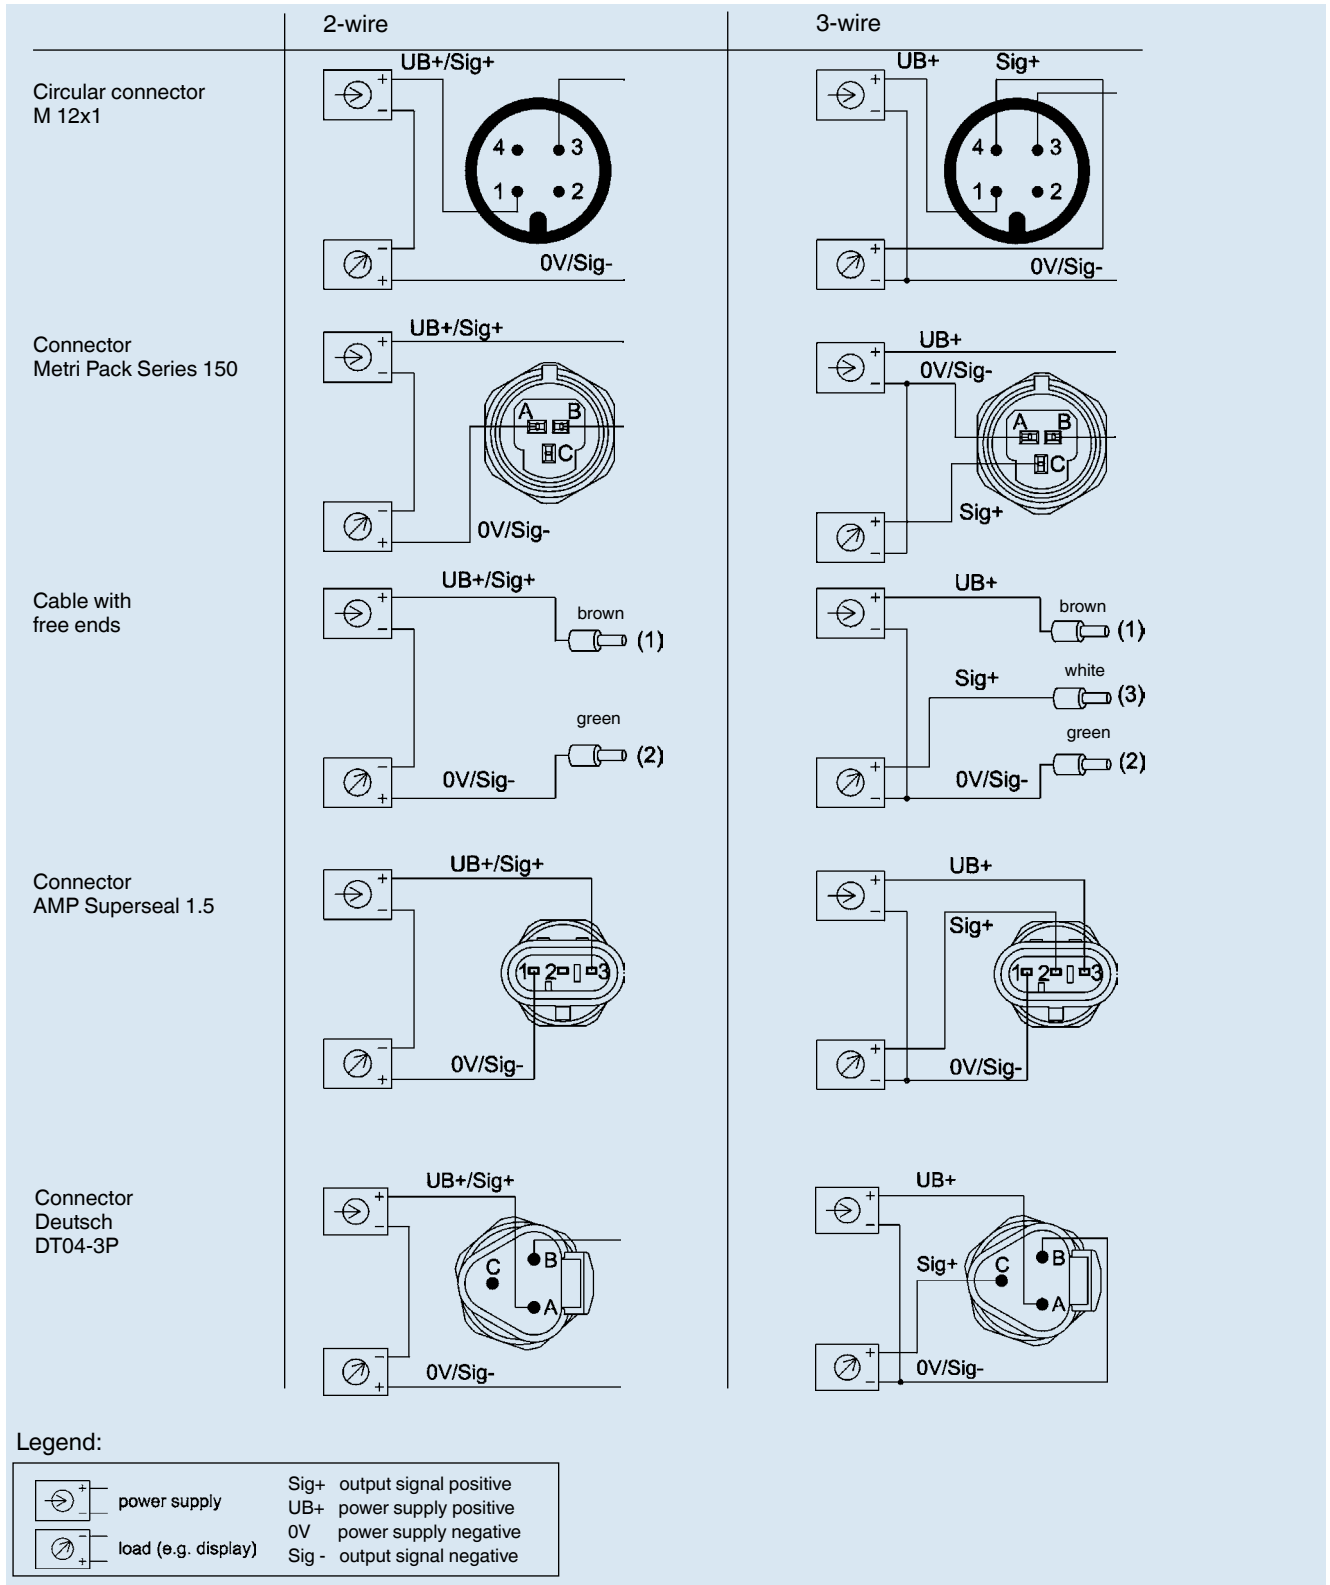 2-wire
3-wire
Circular connector
M 12x1
UB+/Sig+
+
−
4
3
1
2
−
+
0V/Sig-
UB+
Sig+
+
−
4
3
1
2
+
−
0V/Sig-
Connector
Metri Pack Series 150
UB+/Sig+
+
−
A
B
C
−
+
0V/Sig-
UB+
0V/Sig-
+
−
A
B
C
Sig+
+
−
Cable with
free ends
UB+/Sig+
+
−
brown
(1)
green
(2)
−
+
0V/Sig-
UB+
+
−
brown
(1)
Sig+
white
(3)
green
(2)
+
−
0V/Sig-
Connector
AMP Superseal 1.5
UB+/Sig+
+
−
1
2
3
−
+
0V/Sig-
UB+
+
−
Sig+
1
2
3
+
−
0V/Sig-
Connector
Deutsch
DT04-3P
UB+/Sig+
+
−
C
B
A
−
+
0V/Sig-
UB+
+
−
Sig+
C
B
A
+
−
0V/Sig-
Legend:
+
−
power supply
−
+
load (e.g. display)
Sig+ output signal positive
UB+ power supply positive
0V power supply negative
Sig - output signal negative